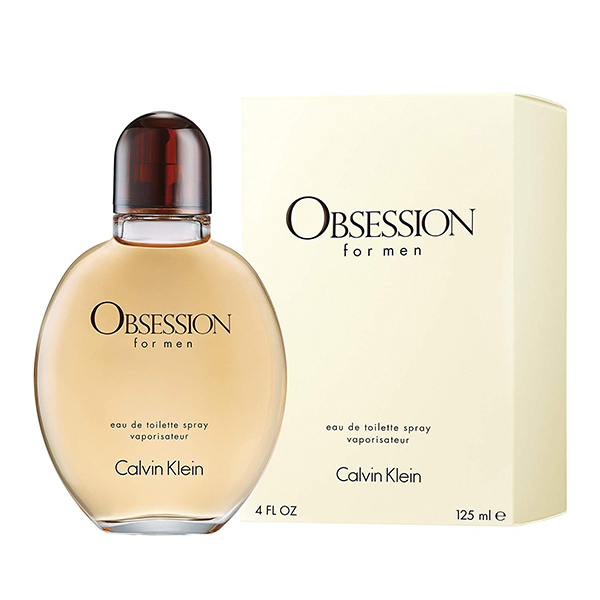 OBSESSION
for men
eau de toilette spray
vaporisateur
Calvin Klein
OBSESSION
for men
eau de toilette spray
vaporisateur
Calvin Klein
4 FL OZ 125 ml ℮